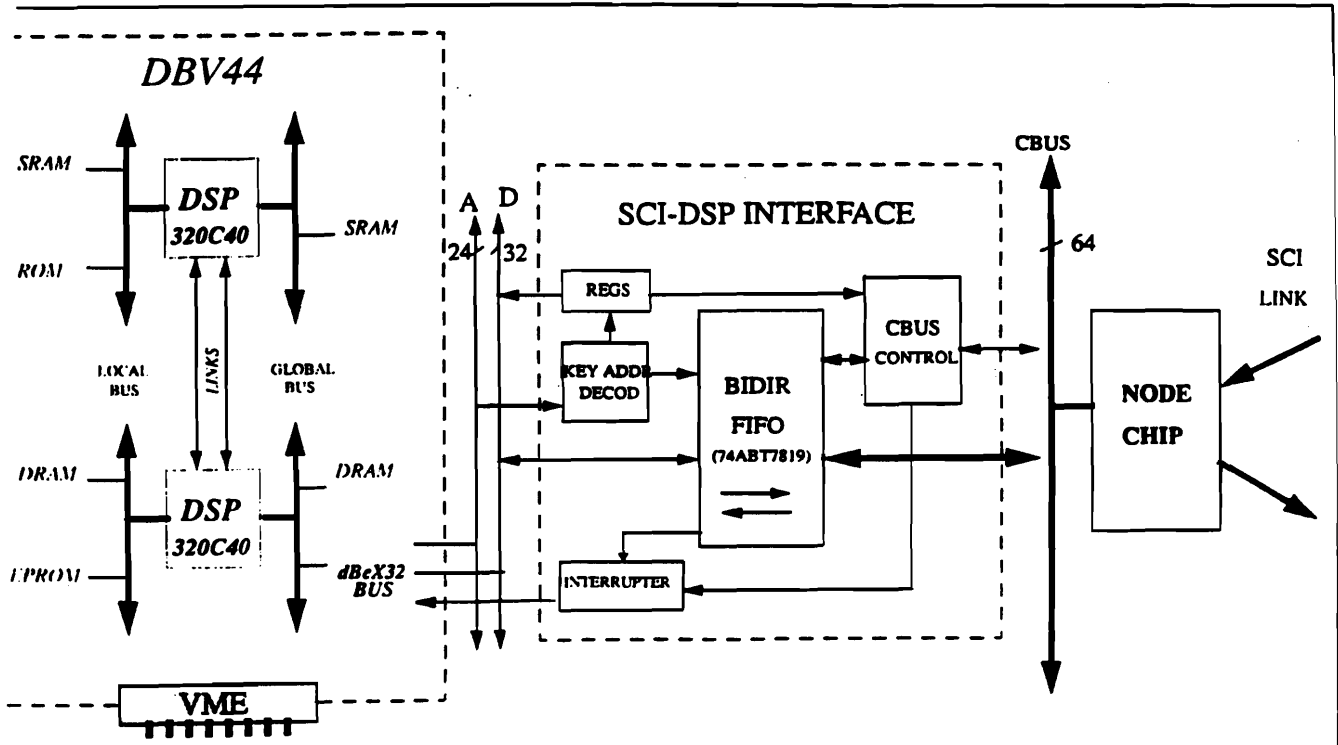 DBV44
SRAM
DSP
320C40
ROM
SRAM
LOCAL
BUS
LINKS
GLOBAL
BUS
DRAM
DSP
320C40
EPROM
DRAM
dBeX32
BUS
VME
A
D
24
32
SCI-DSP INTERFACE
REGS
KEY ADDR
DECOD
BIDIR
FIFO
(74ABT7819)
CBUS
CONTROL
INTERRUPTER
CBUS
64
NODE
CHIP
SCI
LINK